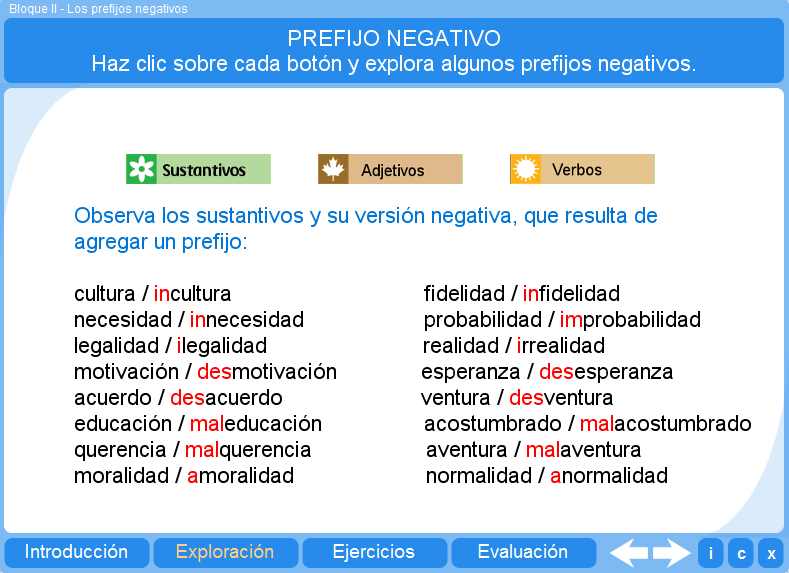 Bloque II - Los prefijos negativos
PREFIJO NEGATIVO
Haz clic sobre cada botón y explora algunos prefijos negativos.
Sustantivos
Adjetivos
Verbos
Observa los sustantivos y su versión negativa, que resulta de
agregar un prefijo:
cultura / incultura
necesidad / innecesidad
legalidad / ilegalidad
motivación / desmotivación
acuerdo / desacuerdo
educación / maleducación
querencia / malquerencia
moralidad / amoralidad
fidelidad / infidelidad
probabilidad / improbabilidad
realidad / irrealidad
esperanza / desesperanza
ventura / desventura
acostumbrado / malacostumbrado
aventura / malaventura
normalidad / anormalidad
Introducción
Exploración
Ejercicios
Evaluación
i
c
x